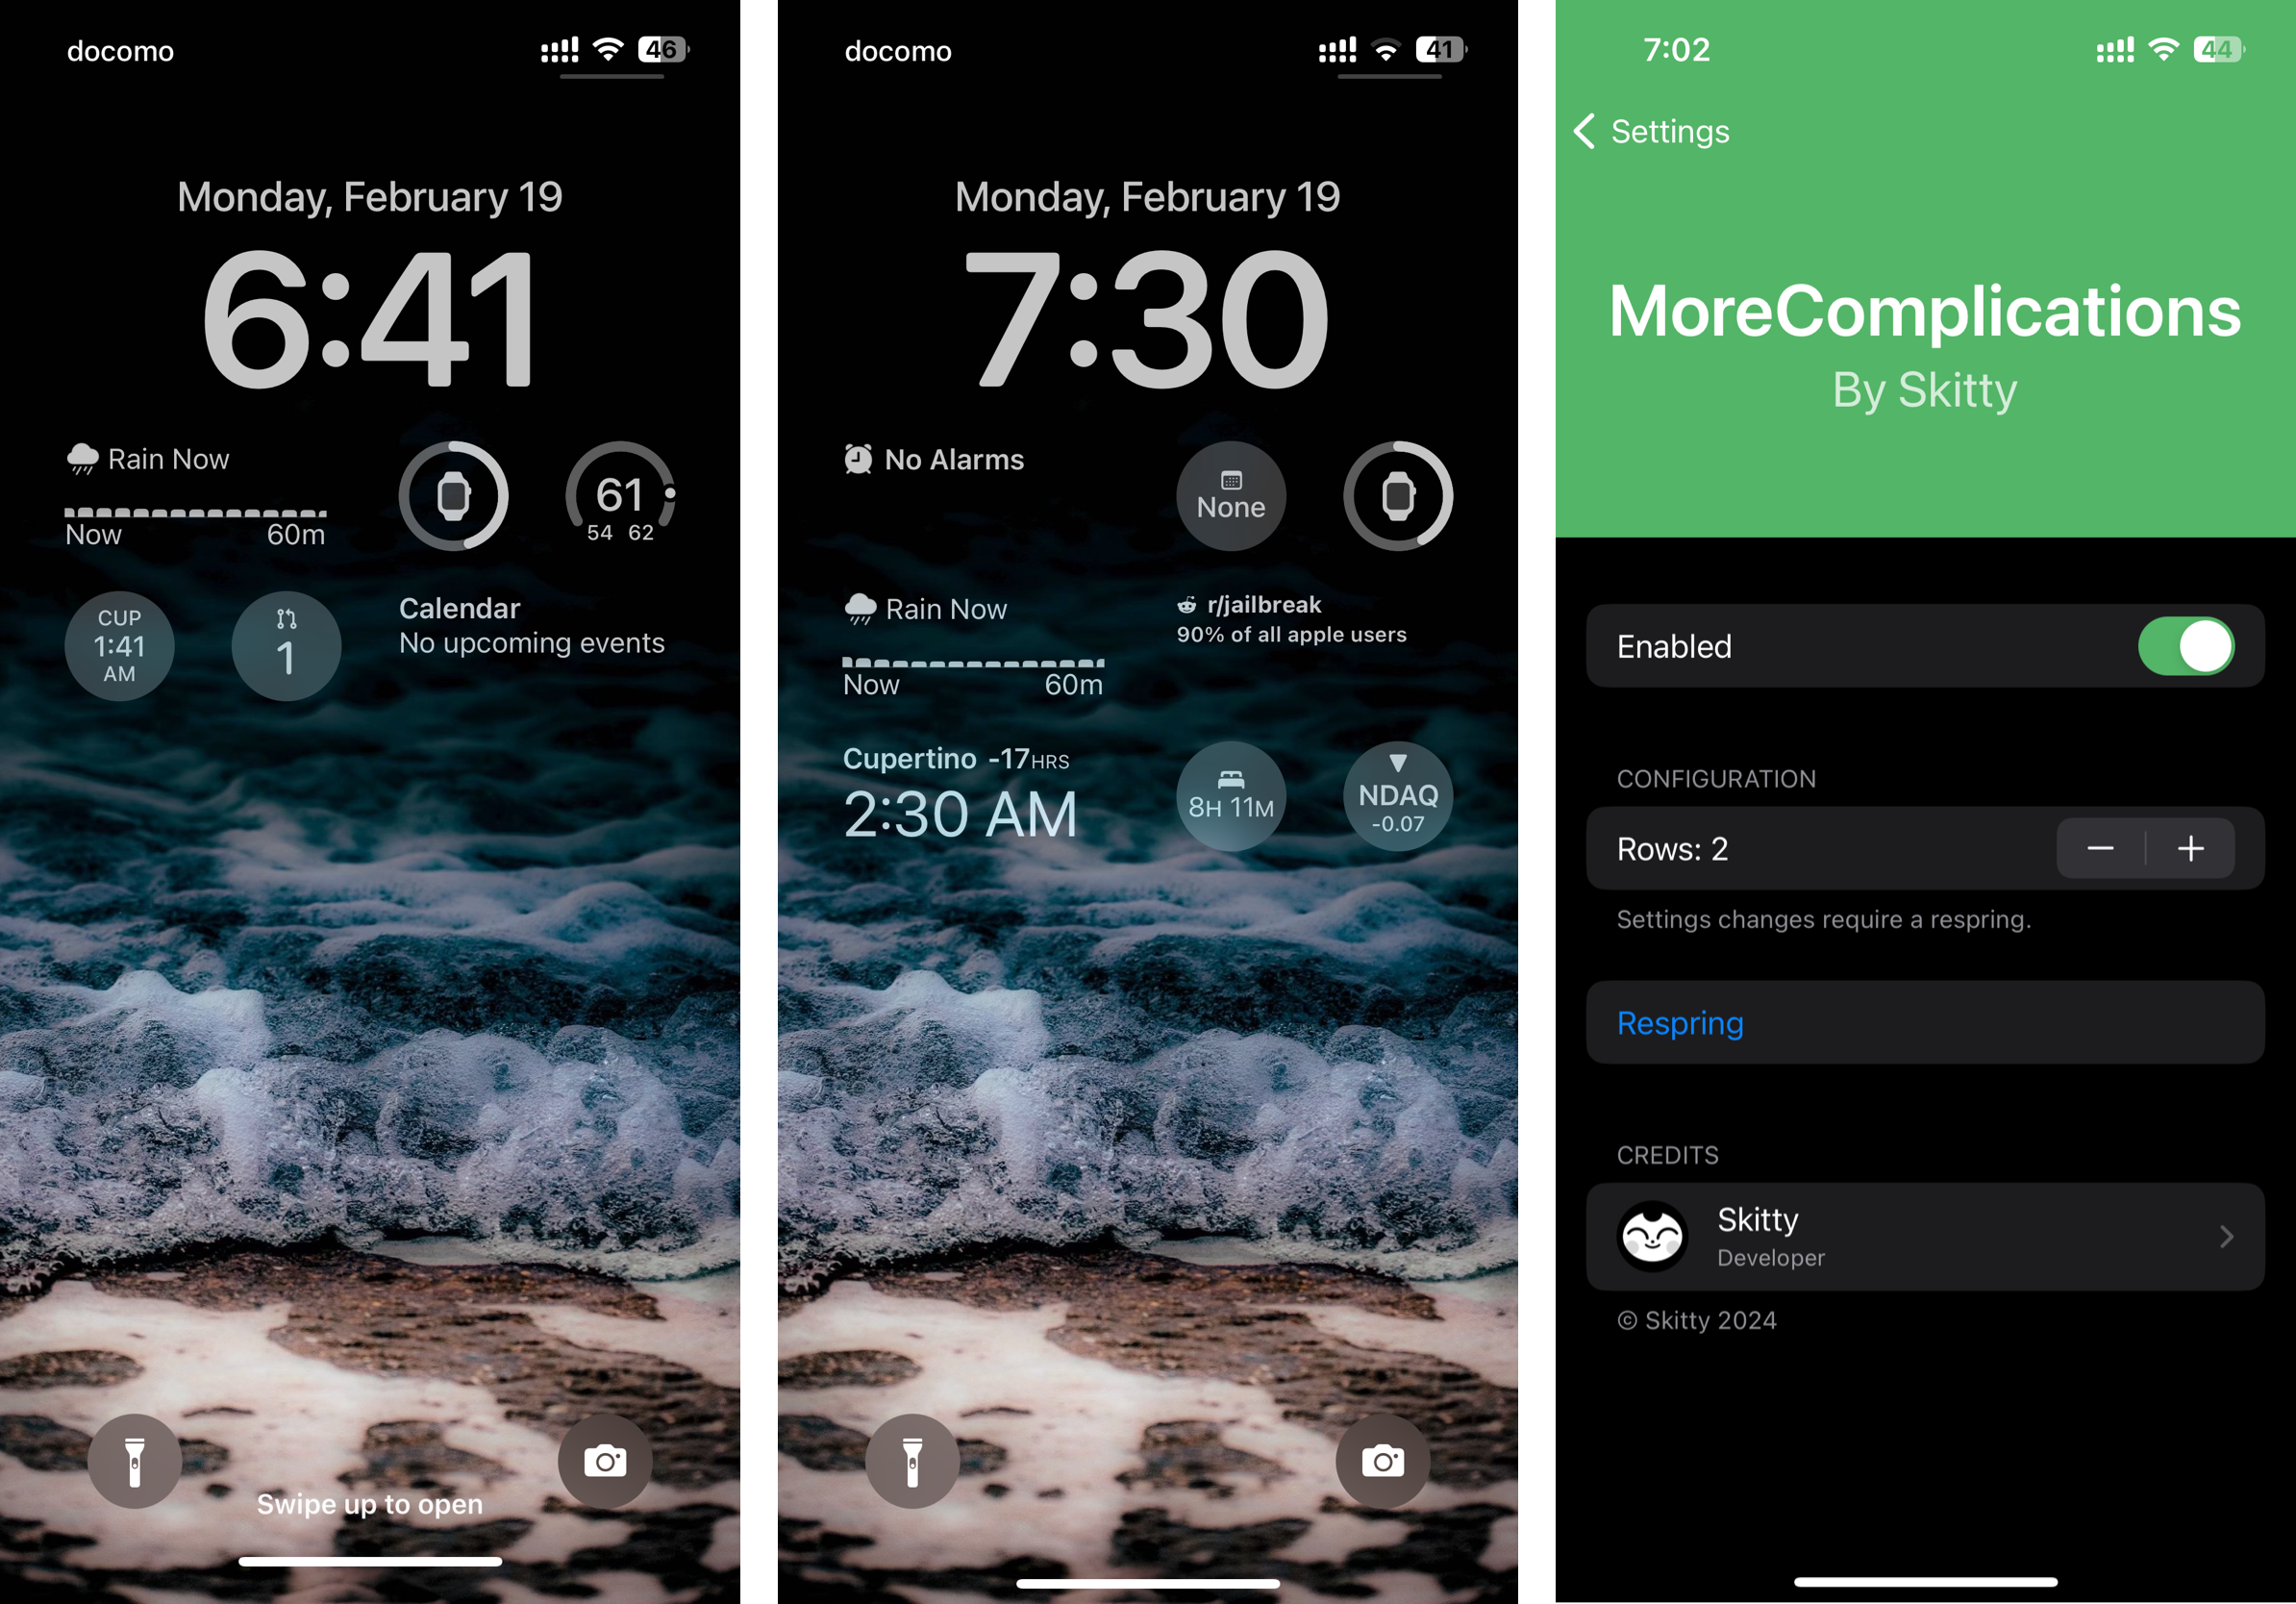 docomo
46
Monday, February 19
6:41
Rain Now
Now 60m
61
54 62
CUP
1:41
AM
1
Calendar
No upcoming events
Swipe up to open
docomo
41
Monday, February 19
7:30
No Alarms
None
Rain Now
Now 60m
r/jailbreak
90% of all apple users
Cupertino -17HRS
2:30 AM
8H 11M
NDAQ
-0.07
7:02
44
Settings
MoreComplications
By Skitty
Enabled
CONFIGURATION
Rows: 2
Settings changes require a respring.
Respring
CREDITS
Skitty
Developer
© Skitty 2024